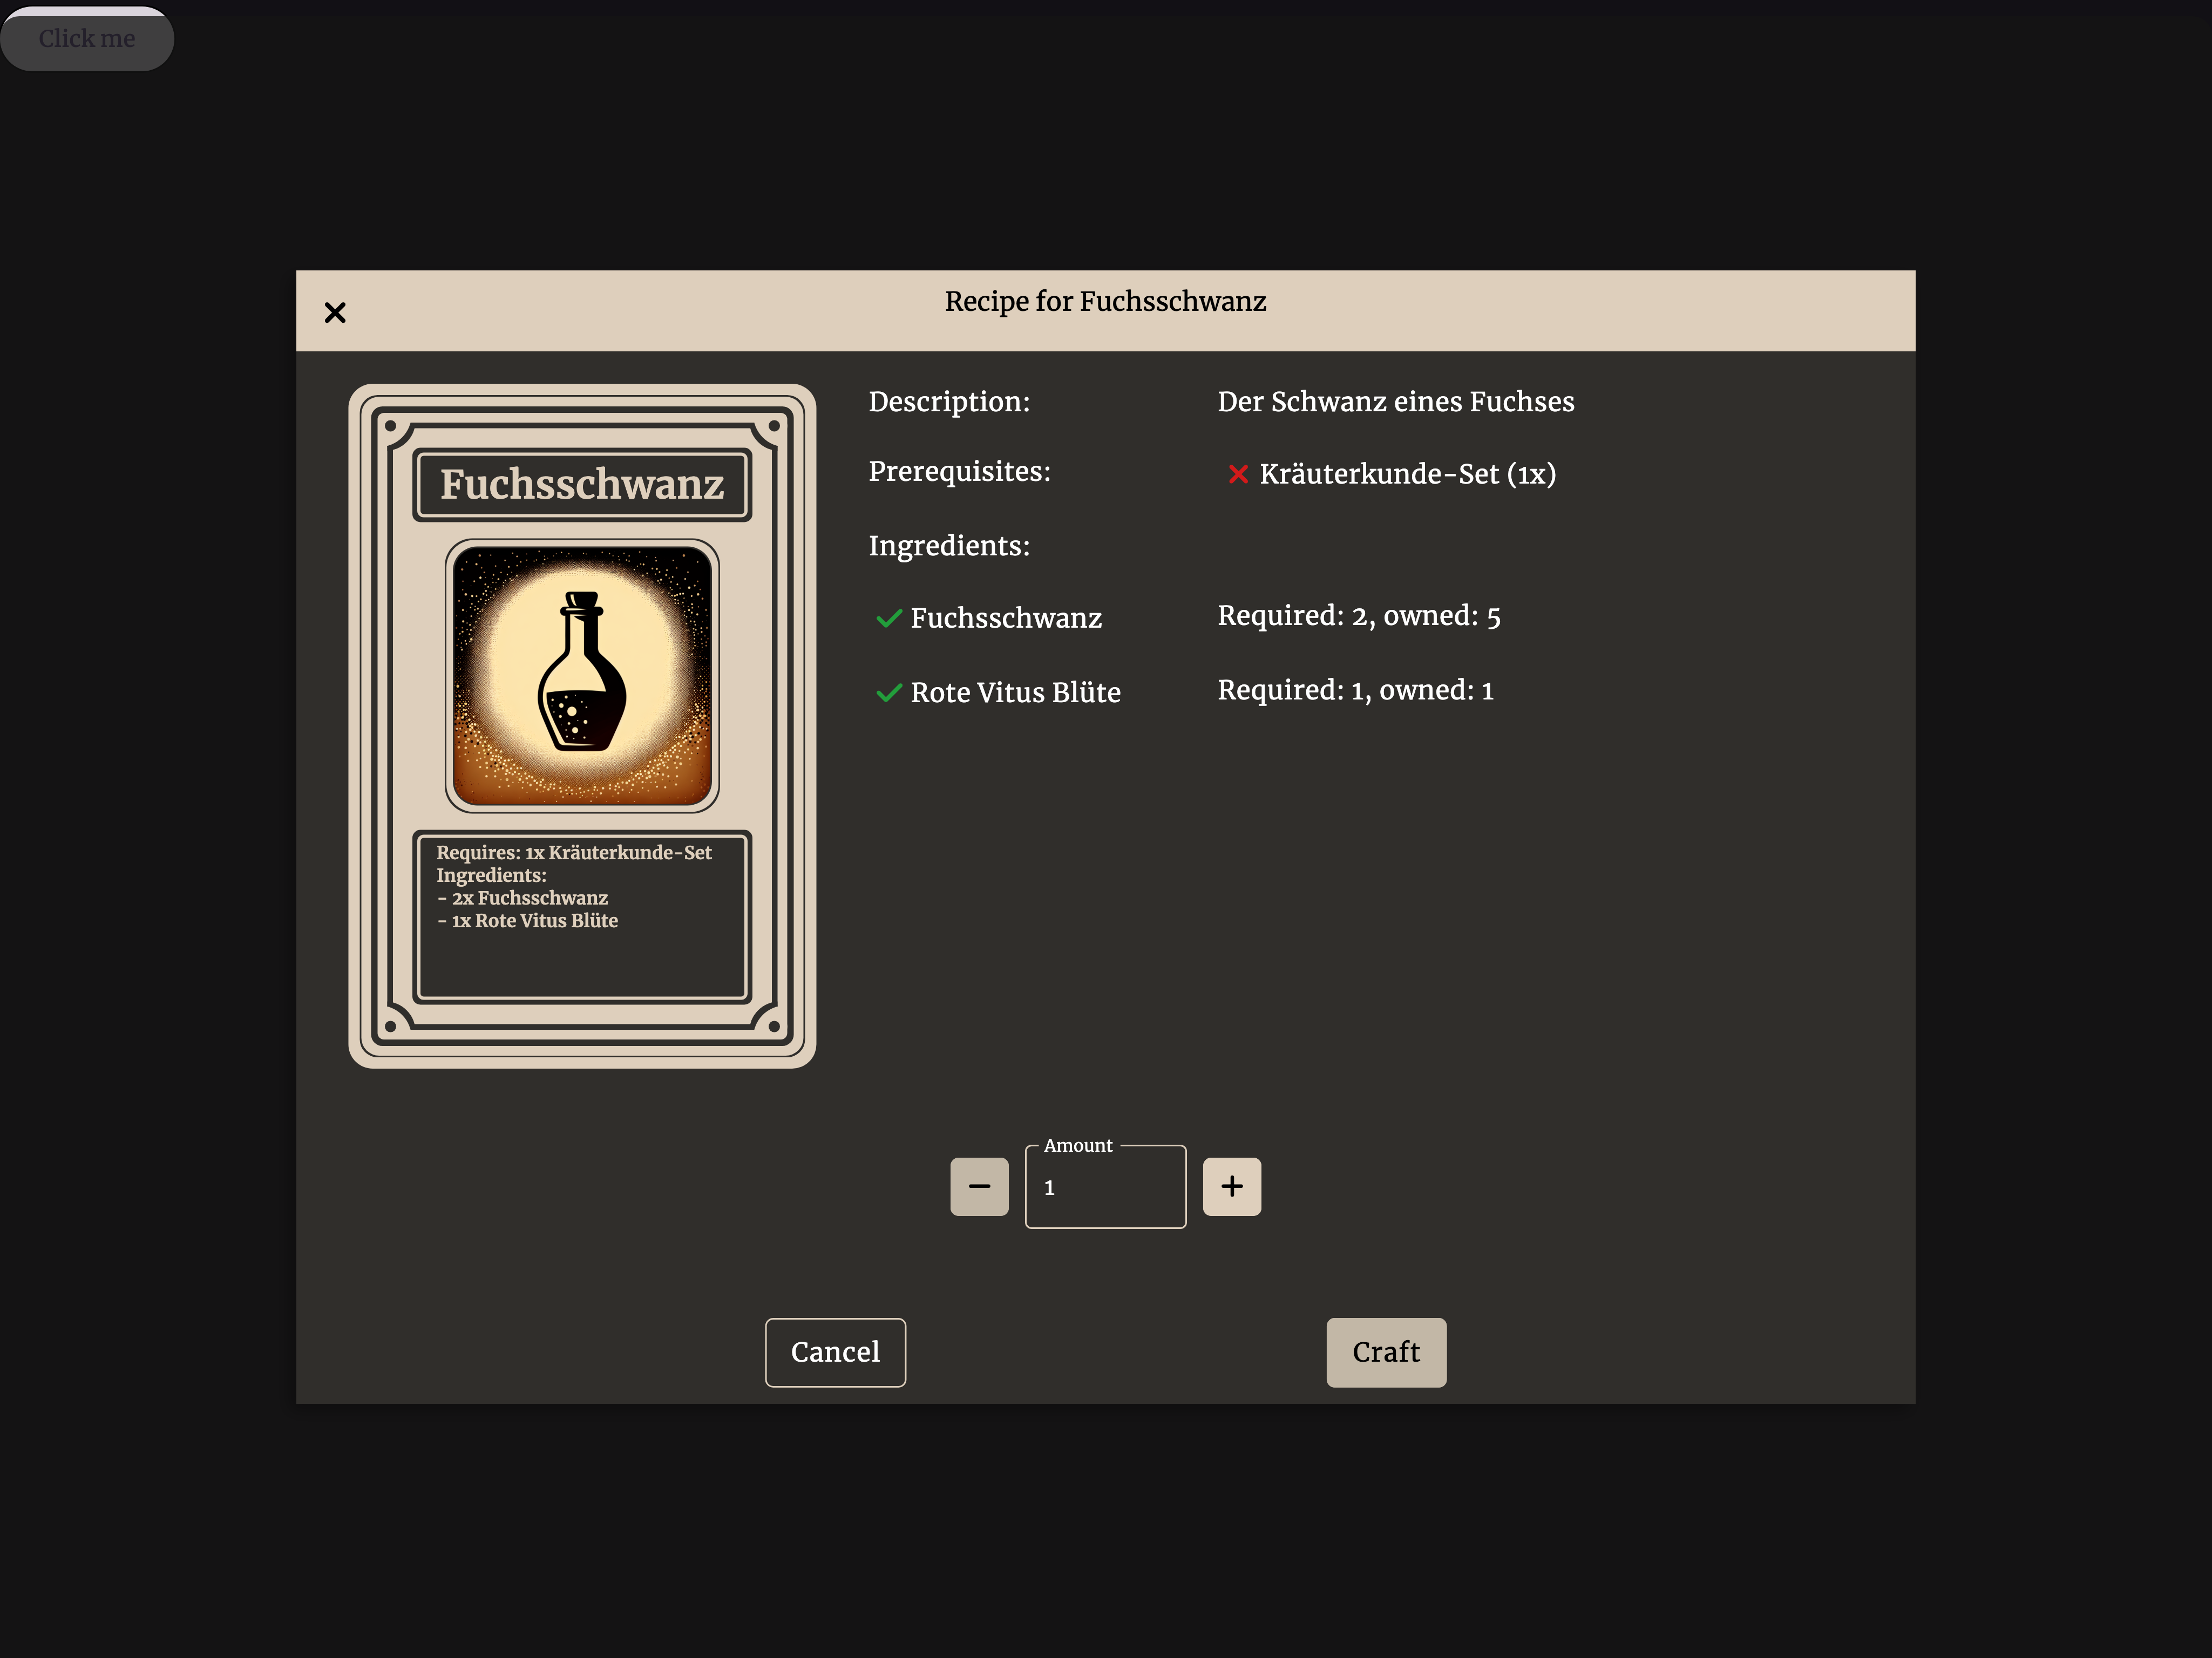 Click me
Recipe for Fuchsschwanz
Fuchsschwanz
Requires: 1x Kräuterkunde-Set
Ingredients:
- 2x Fuchsschwanz
- 1x Rote Vitus Blüte
Description: Der Schwanz eines Fuchses
Prerequisites: Kräuterkunde-Set (1x)
Ingredients:
Fuchsschwanz Required: 2, owned: 5
Rote Vitus Blüte Required: 1, owned: 1
Amount
1
Cancel Craft